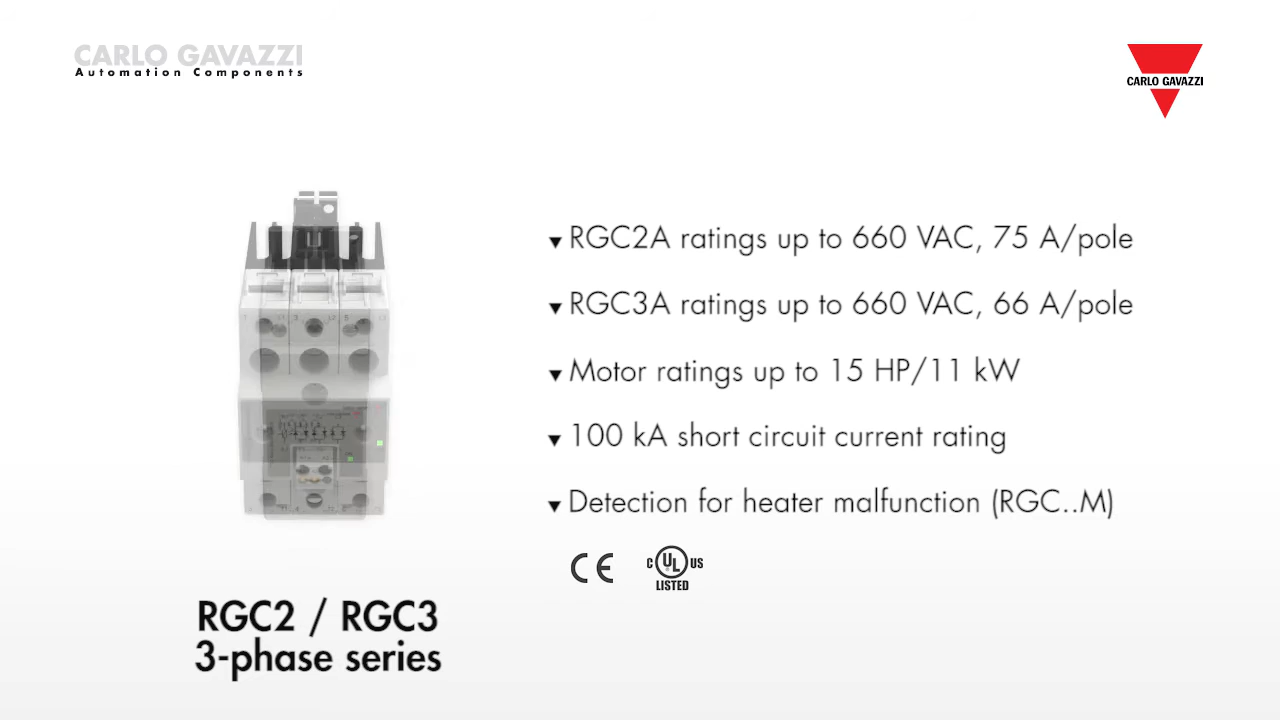 CARLO GAVAZZI
Automation Components
CARLO GAVAZZI
RGC2A ratings up to 660 VAC, 75 A/pole
RGC3A ratings up to 660 VAC, 66 A/pole
Motor ratings up to 15 HP/11 kW
100 kA short circuit current rating
Detection for heater malfunction (RGC..M)
CE
C UL US
LISTED
RGC2 / RGC3
3-phase series